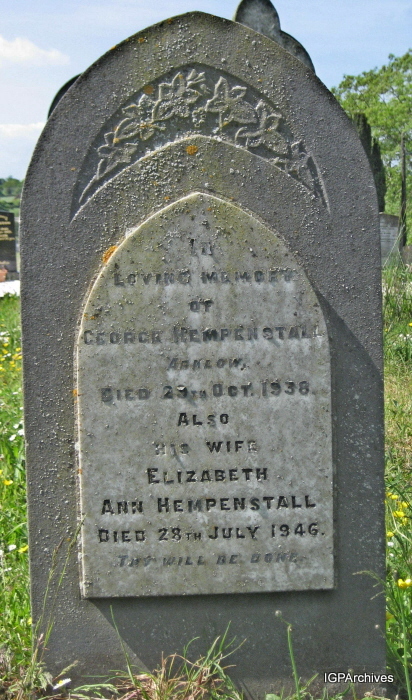 In
Loving Memory
of
George Hempenstall
Arklow,
Died 29th Oct. 1938.
Also
His Wife
Elizabeth
Ann Hempenstall
Died 28th July 1946.
Thy will be done.
IGPArchives